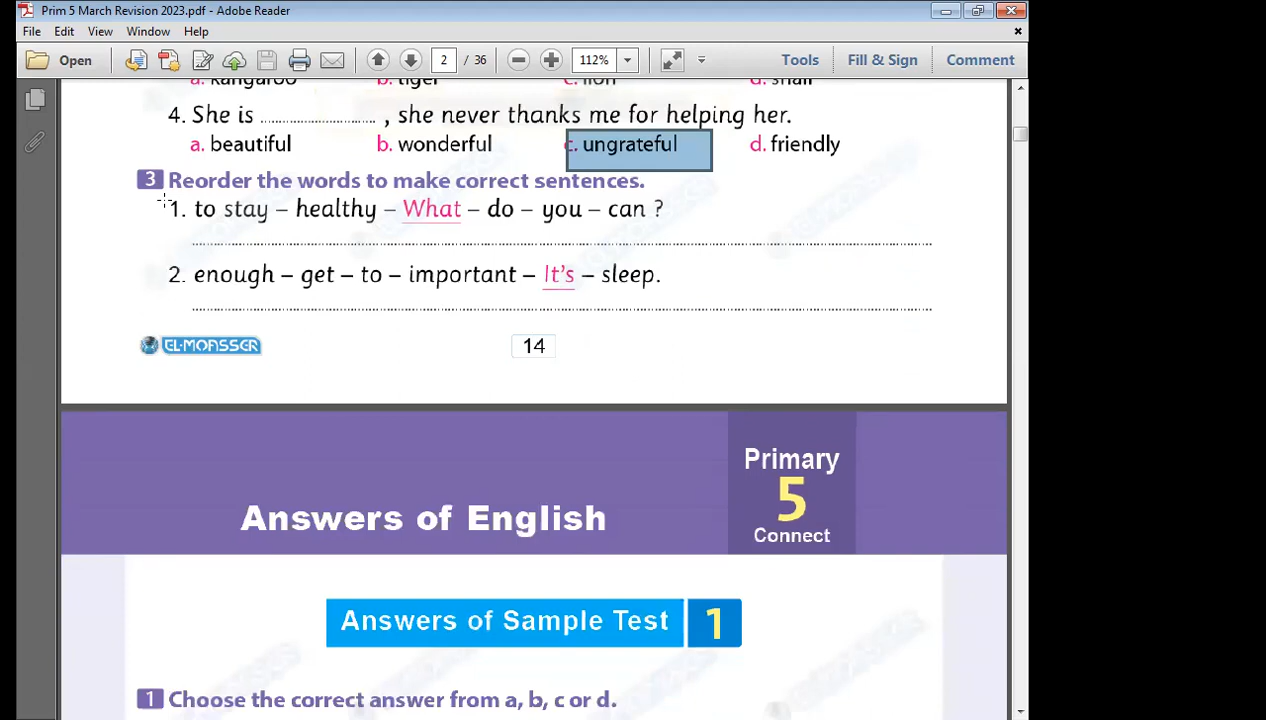 Prim 5 March Revision 2023.pdf - Adobe Reader
File Edit View Window Help
Open 2 / 36 112% Tools Fill & Sign Comment
a. kangaroo b. tiger c. lion d. snail
4. She is .............................. , she never thanks me for helping her.
a. beautiful b. wonderful c. ungrateful d. friendly
3 Reorder the words to make correct sentences.
1. to stay – healthy – What – do – you – can ?
2. enough – get – to – important – It's – sleep.
EL-MOASSER 14
Primary
5
Connect
Answers of English
Answers of Sample Test 1
1 Choose the correct answer from a, b, c or d.